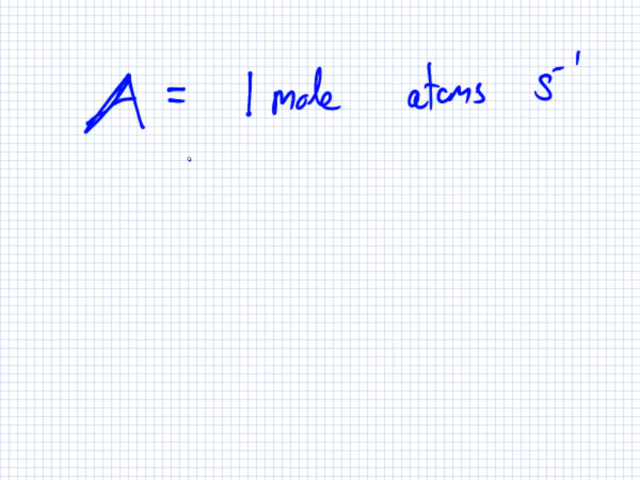 A = 1 mole atoms s⁻¹